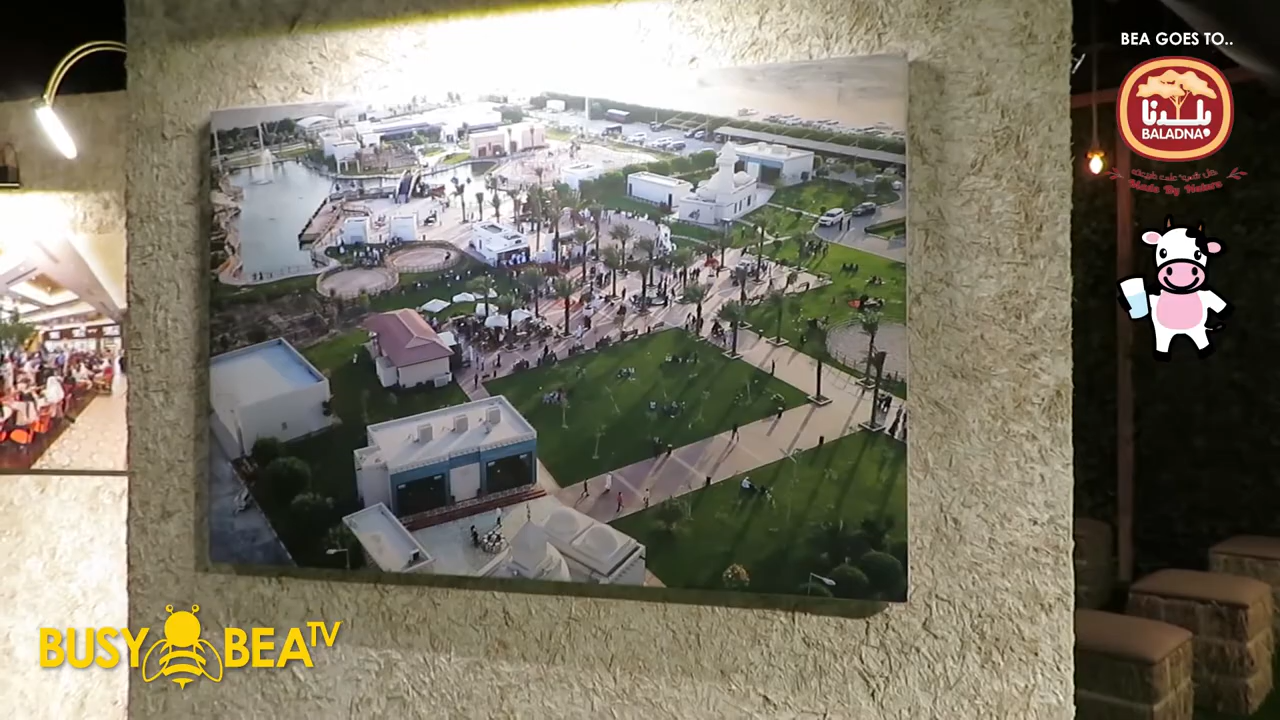 BEA GOES TO..
بلدنا
BALADNA
Made By Nature
BUSY BEA TV